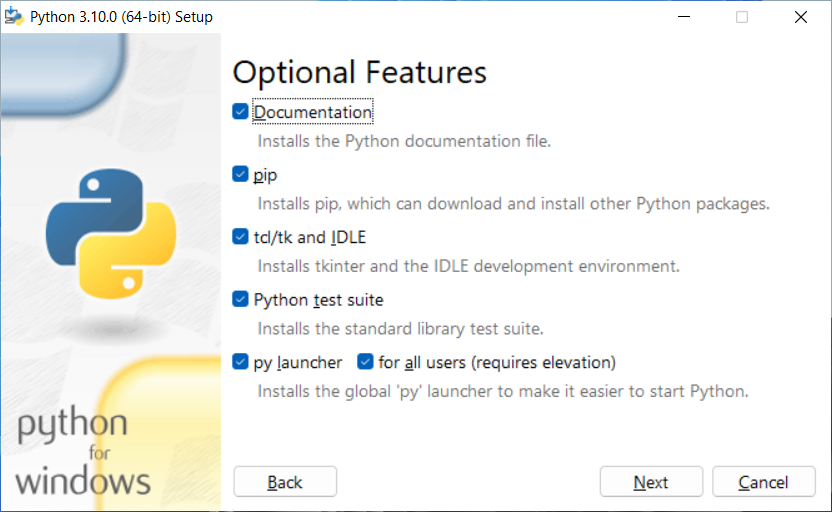 Python 3.10.0 (64-bit) Setup
Optional Features
Documentation
Installs the Python documentation file.
pip
Installs pip, which can download and install other Python packages.
tcl/tk and IDLE
Installs tkinter and the IDLE development environment.
Python test suite
Installs the standard library test suite.
py launcher for all users (requires elevation)
Installs the global 'py' launcher to make it easier to start Python.
python
for
windows
Back Next Cancel